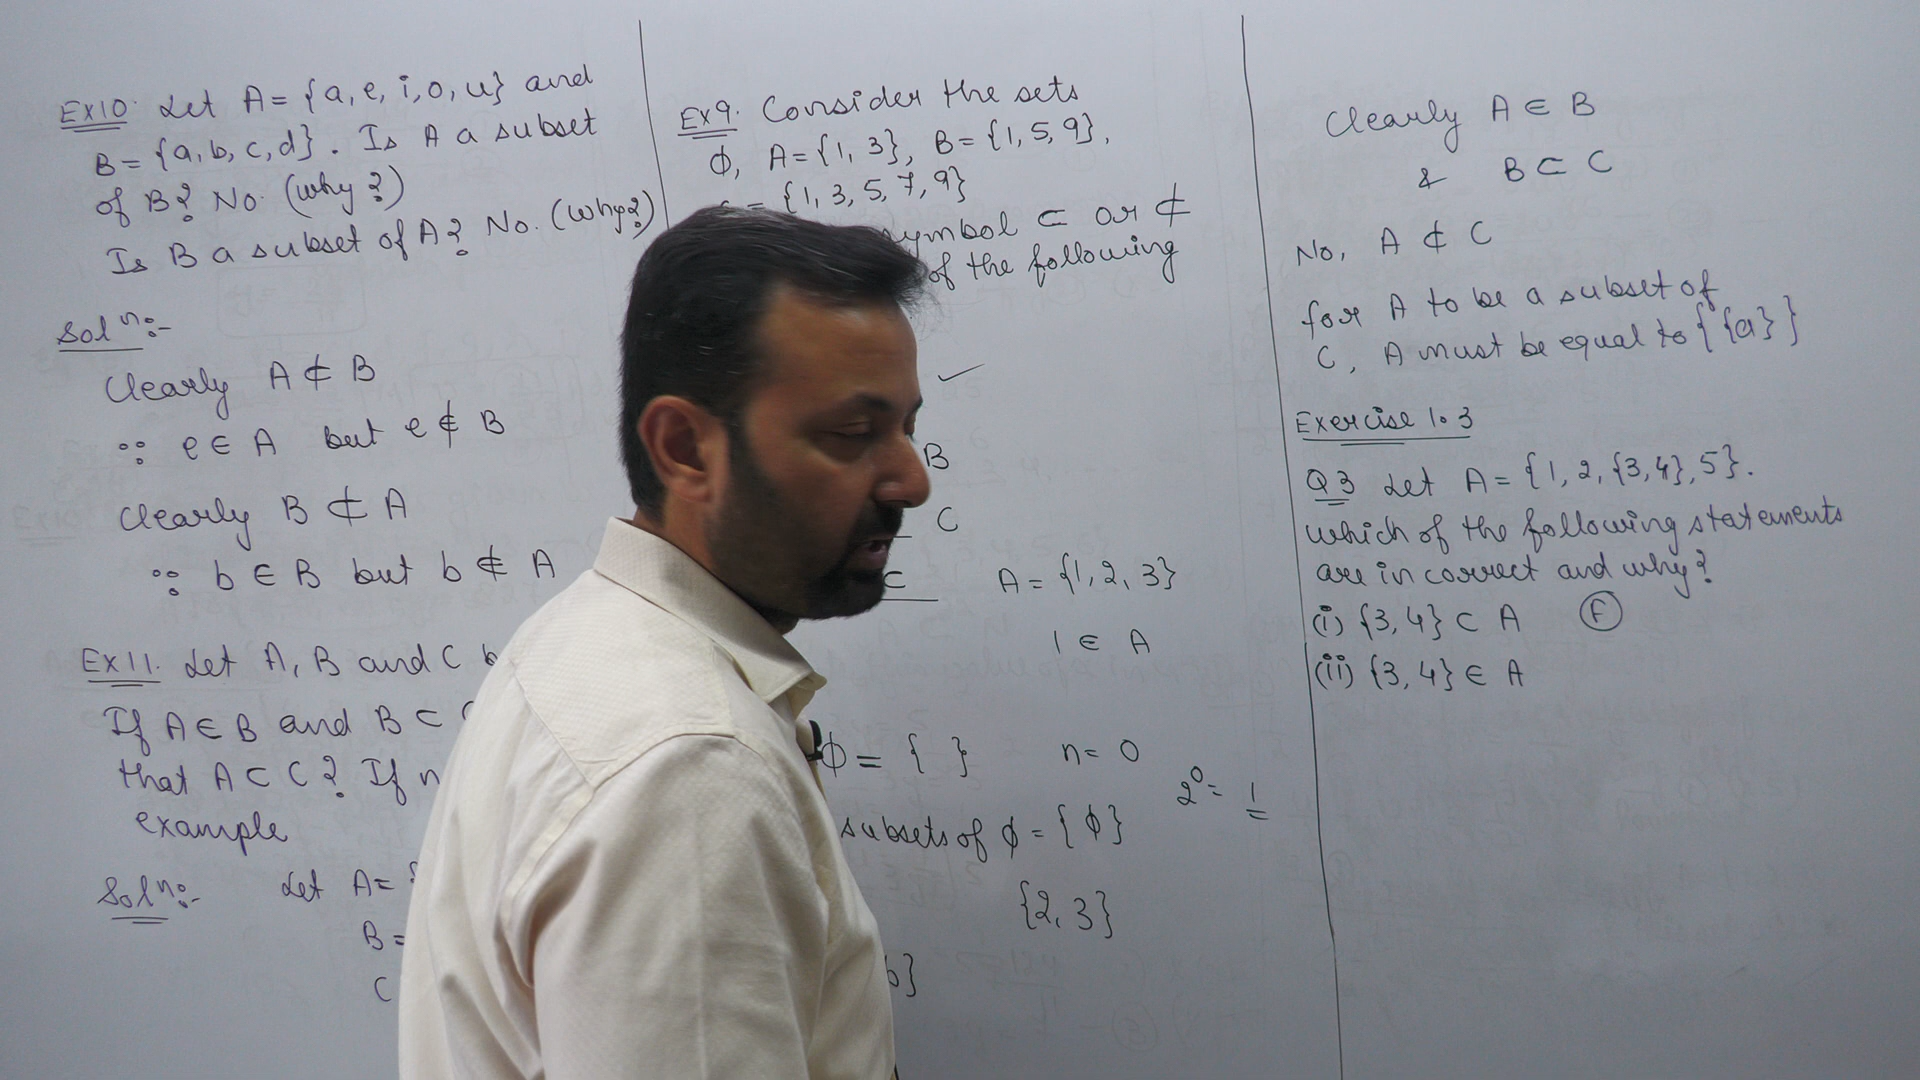 Ex10. Let A = {a, e, i, o, u} and
B = {a, b, c, d}. Is A a subset
of B? No. (why?)
Is B a subset of A? No. (why?)
Solⁿ:-
Clearly A ⊄ B
∵ e ∈ A but e ∉ B
Clearly B ⊄ A
∵ b ∈ B but b ∉ A
Ex11. Let A, B and C
If A ∈ B and B ⊂
that A ⊂ C? If
example
Solⁿ:- Let A =
B =
C
Ex9. Consider the sets
ϕ, A = {1, 3}, B = {1, 5, 9},
= {1, 3, 5, 7, 9}
symbol ⊂ or ⊄
of the following
✓
B
C
⊂ A = {1, 2, 3}
1 ∈ A
ϕ = { } n = 0
2⁰ = 1
subsets of ϕ = {ϕ}
{2, 3}
b}
Clearly A ∈ B
& B ⊂ C
No, A ⊄ C
for A to be a subset of
C, A must be equal to {{a}}
Exercise 1.3
Q3 Let A = {1, 2, {3, 4}, 5}.
which of the following statements
are incorrect and why?
(i) {3, 4} ⊂ A F
(ii) {3, 4} ∈ A